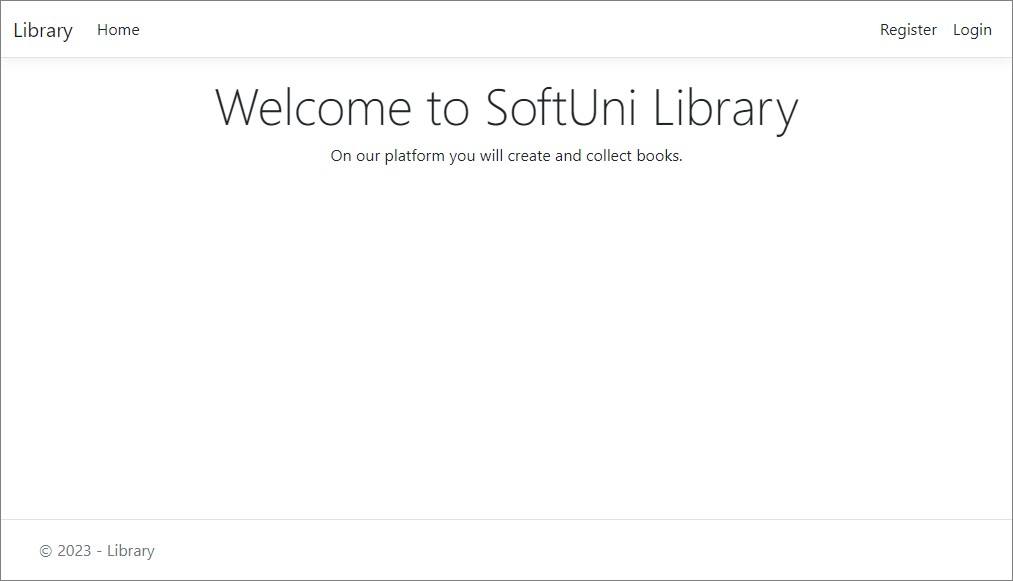 Library Home Register Login
Welcome to SoftUni Library
On our platform you will create and collect books.
© 2023 - Library